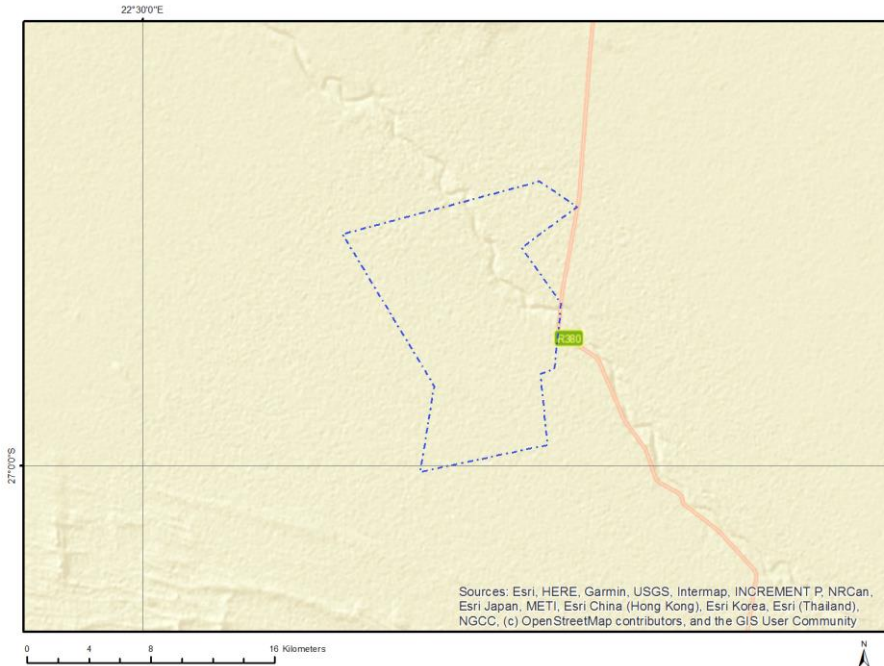 22°30'0"E
R380
27°0'0"S
Sources: Esri, HERE, Garmin, USGS, Intermap, INCREMENT P, NRCan,
Esri Japan, METI, Esri China (Hong Kong), Esri Korea, Esri (Thailand),
NGCC, (c) OpenStreetMap contributors, and the GIS User Community
0 4 8 16 Kilometers
N